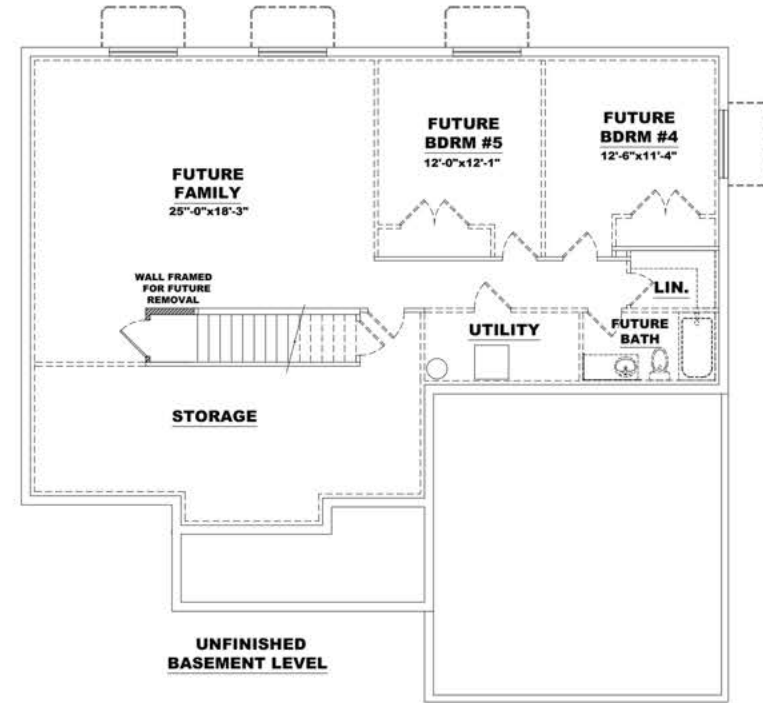 FUTURE
FAMILY
25"-0"x18'-3"
FUTURE
BDRM #5
12'-0"x12'-1"
FUTURE
BDRM #4
12'-6"x11'-4"
WALL FRAMED
FOR FUTURE
REMOVAL
LIN.
UTILITY
FUTURE
BATH
STORAGE
UNFINISHED
BASEMENT LEVEL